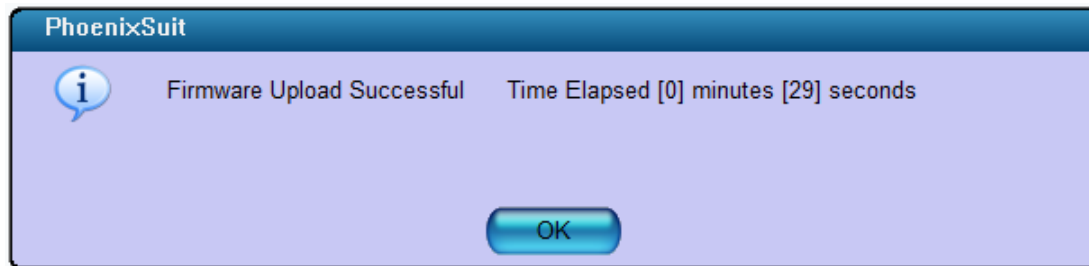 PhoenixSuit
Firmware Upload Successful Time Elapsed [0] minutes [29] seconds
OK